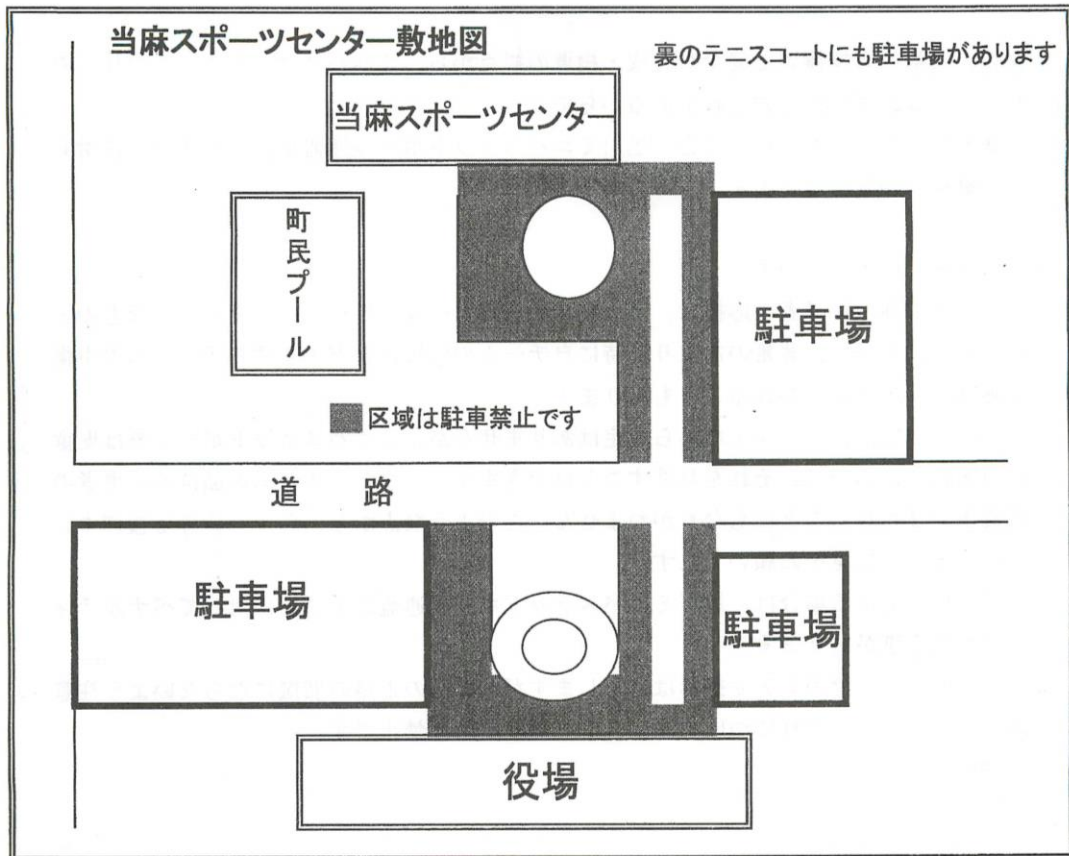 当麻スポーツセンター敷地図
裏のテニスコートにも駐車場があります
当麻スポーツセンター
町民プール
駐車場
区域は駐車禁止です
道　路
駐車場
駐車場
役場